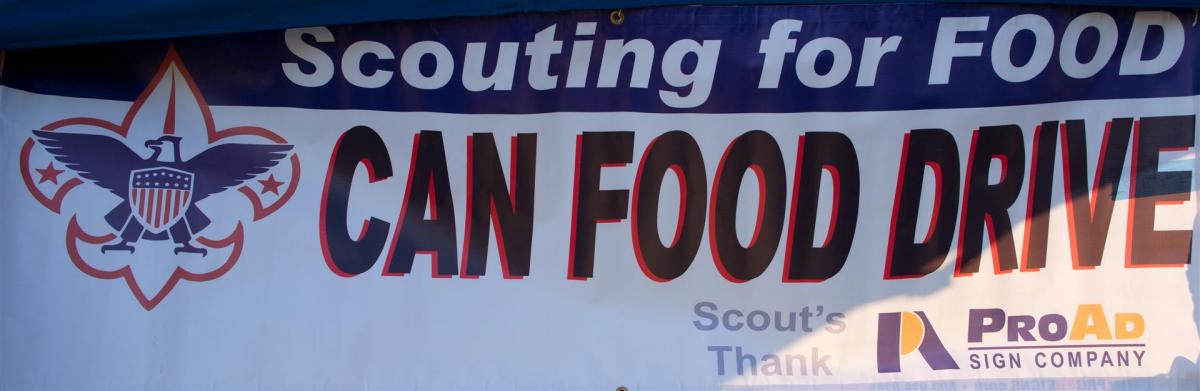 Scouting for FOOD
CAN FOOD DRIVE
Scout's
Thank
PROAD
SIGN COMPANY